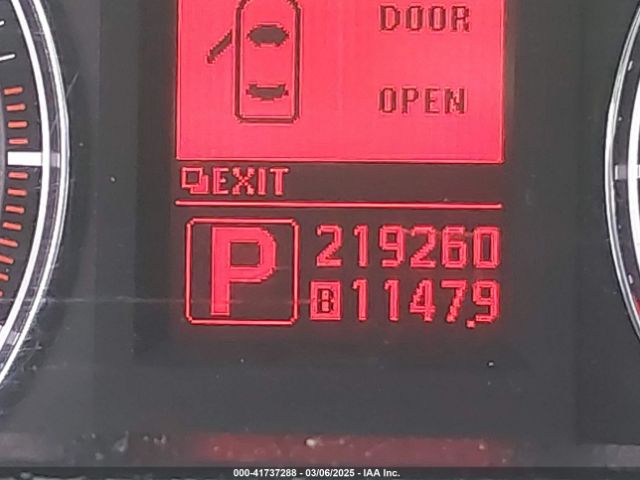 DOOR
OPEN
EXIT
P
219260
B 1147.9
000-41737288 - 03/06/2025 - IAA Inc.